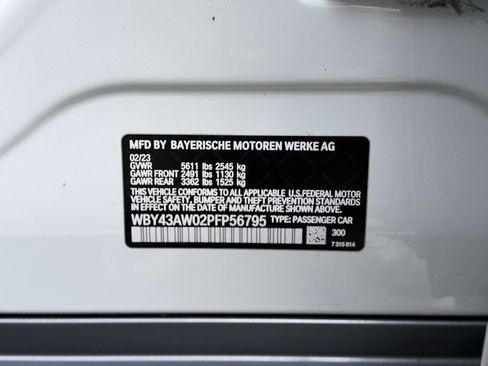 MFD BY BAYERISCHE MOTOREN WERKE AG
02/23
GVWR 5611 lbs 2545 kg
GAWR FRONT 2491 lbs 1130 kg
GAWR REAR 3362 lbs 1525 kg
THIS VEHICLE CONFORMS TO ALL APPLICABLE U.S.FEDERAL MOTOR
VEHICLE SAFETY, BUMPER, AND THEFT PREVENTION STANDARDS
IN EFFECT ON THE DATE OF MANUFACTURE SHOWN ABOVE.
WBY43AW02PFP56795 TYPE: PASSENGER CAR
300
7 315 014